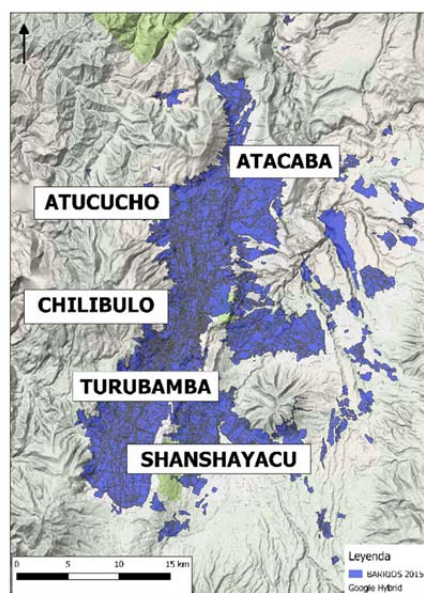 ATACABA
ATUCUCHO
CHILIBULO
TURUBAMBA
SHANSHAYACU
0 5 10 15 km
Leyenda
BARRIOS 2015
Google Hybrid